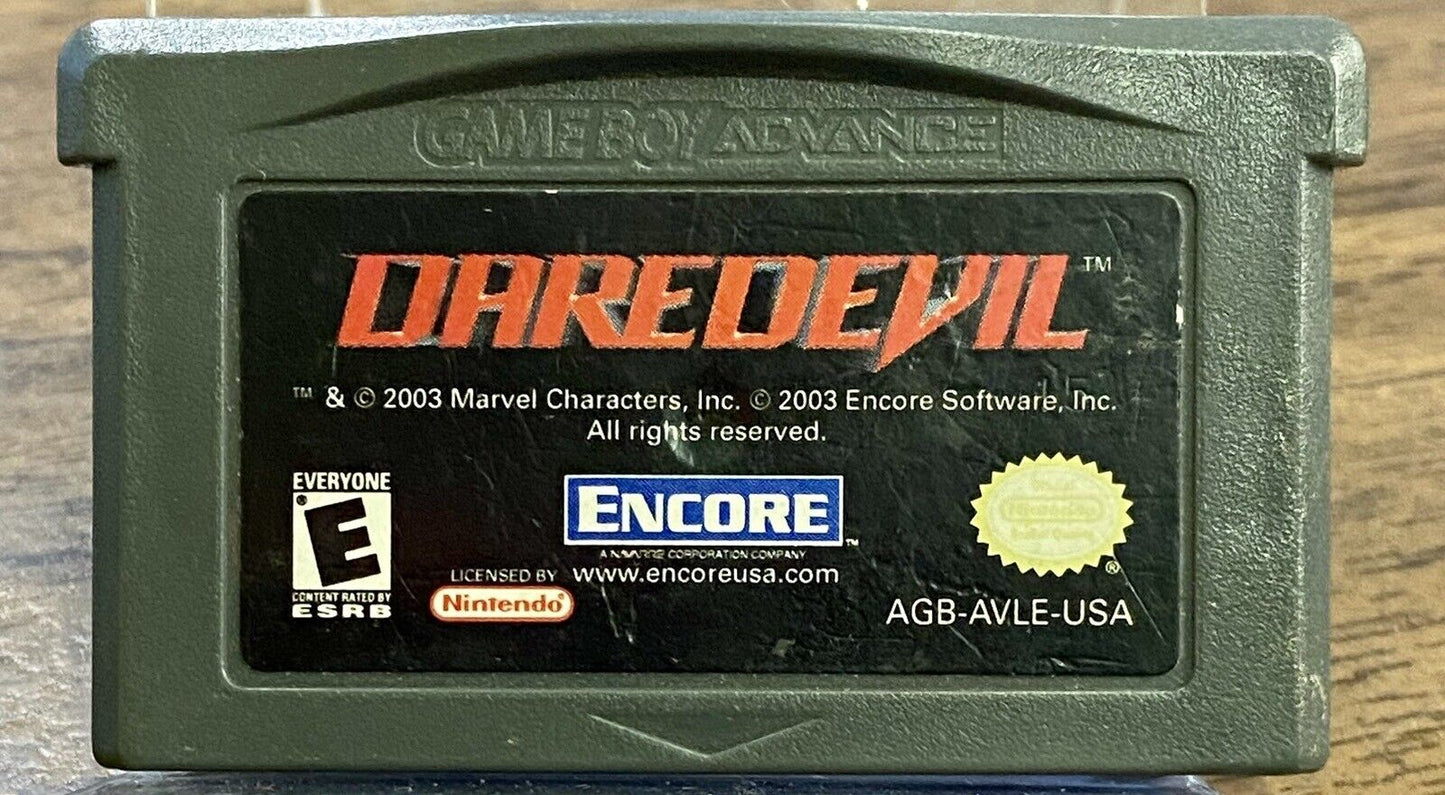 GAME BOY ADVANCE
DAREDEVIL™
™ & © 2003 Marvel Characters, Inc. © 2003 Encore Software, Inc.
All rights reserved.
EVERYONE
E
CONTENT RATED BY
ESRB
ENCORE™
A NAVARRE CORPORATION COMPANY
LICENSED BY
Nintendo®
www.encoreusa.com
®
AGB-AVLE-USA